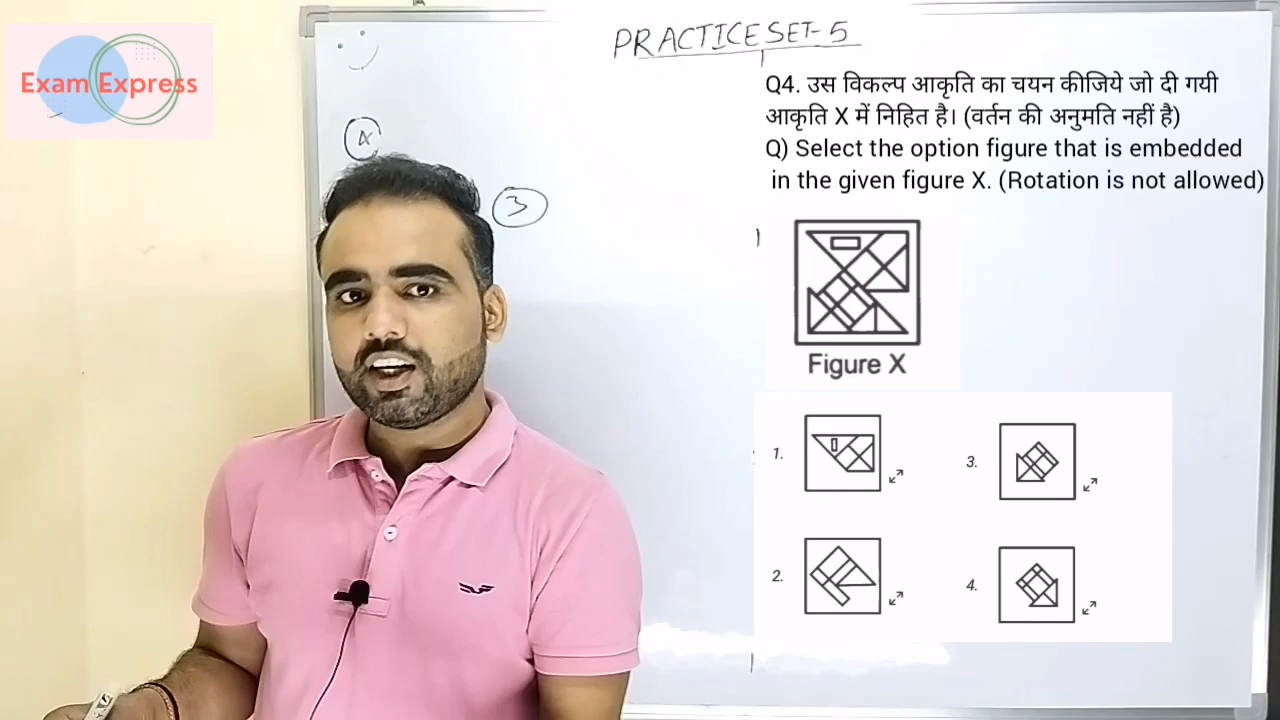 Exam Express
PRACTICE SET-5
4
3
Q4. उस विकल्प आकृति का चयन कीजिये जो दी गयी
आकृति X में निहित है। (वर्तन की अनुमति नहीं है)
Q) Select the option figure that is embedded
in the given figure X. (Rotation is not allowed)
Figure X
1.
3.
2.
4.